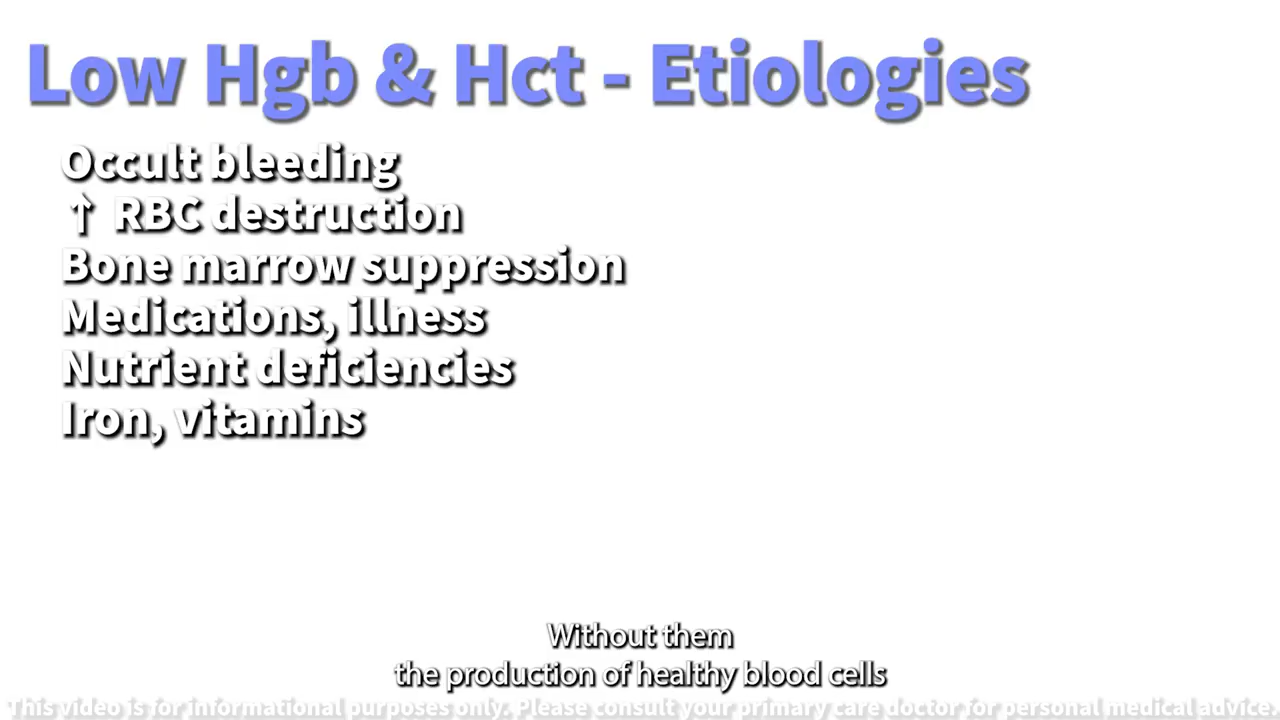 Low Hgb & Hct - Etiologies
Occult bleeding
↑ RBC destruction
Bone marrow suppression
Medications, illness
Nutrient deficiencies
Iron, vitamins
Without them
the production of healthy blood cells
This video is for informational purposes only. Please consult your primary care doctor for personal medical advice.